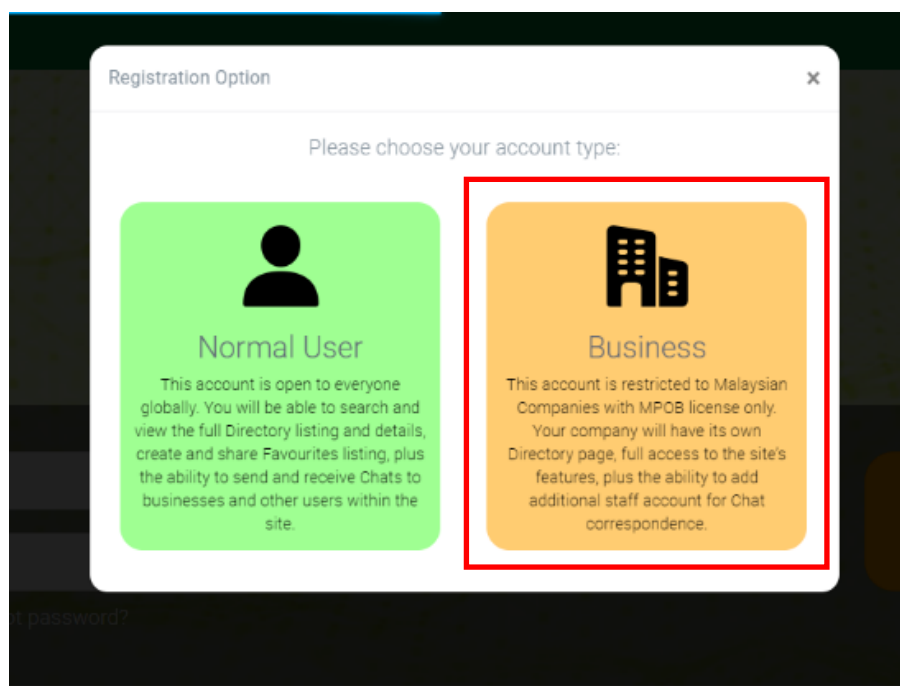 Registration Option
×
Please choose your account type:
Normal User
This account is open to everyone
globally. You will be able to search and
view the full Directory listing and details,
create and share Favourites listing, plus
the ability to send and receive Chats to
businesses and other users within the
site.
Business
This account is restricted to Malaysian
Companies with MPOB license only.
Your company will have its own
Directory page, full access to the site's
features, plus the ability to add
additional staff account for Chat
correspondence.
password?